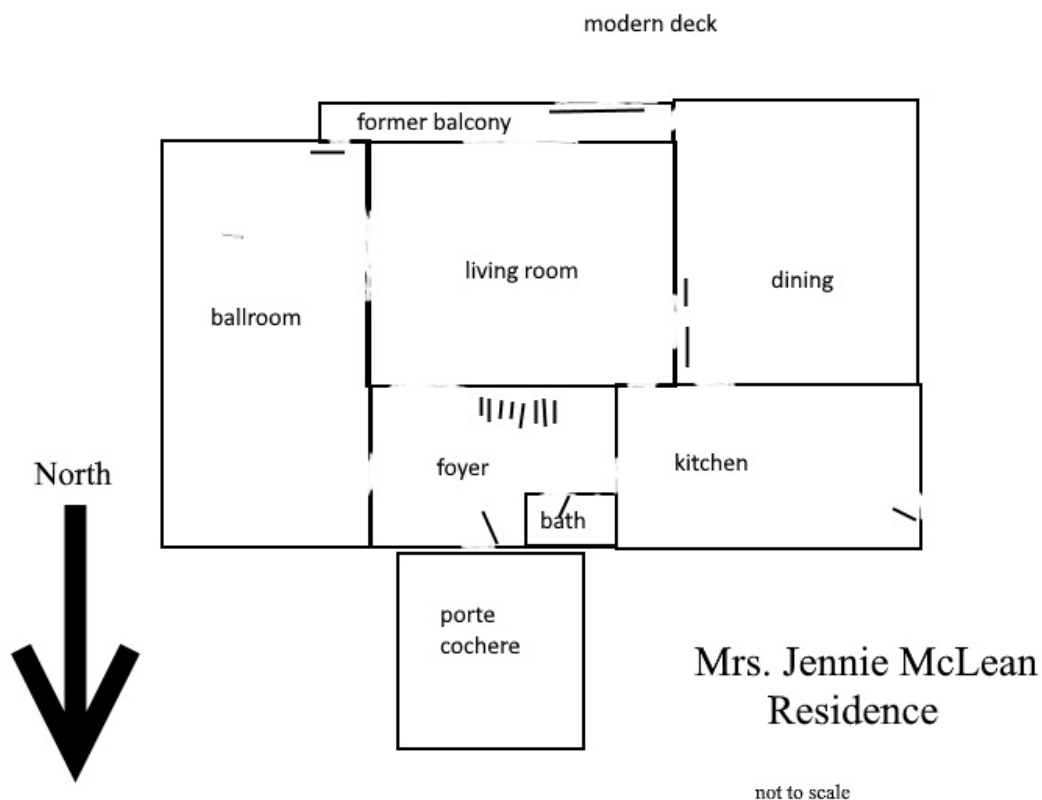 modern deck
former balcony
living room
dining
ballroom
North
foyer
kitchen
bath
porte
cochere
Mrs. Jennie McLean
Residence
not to scale